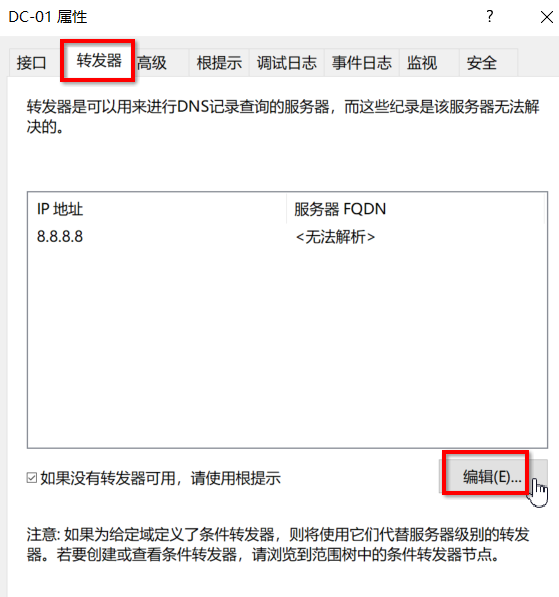 DC-01 属性
?
接口 转发器 高级 根提示 调试日志 事件日志 监视 安全
转发器是可以用来进行DNS记录查询的服务器，而这些纪录是该服务器无法解
决的。
IP 地址 服务器 FQDN
8.8.8.8 <无法解析>
如果没有转发器可用，请使用根提示
编辑(E)...
注意: 如果为给定域定义了条件转发器，则将使用它们代替服务器级别的转发
器。若要创建或查看条件转发器，请浏览到范围树中的条件转发器节点。